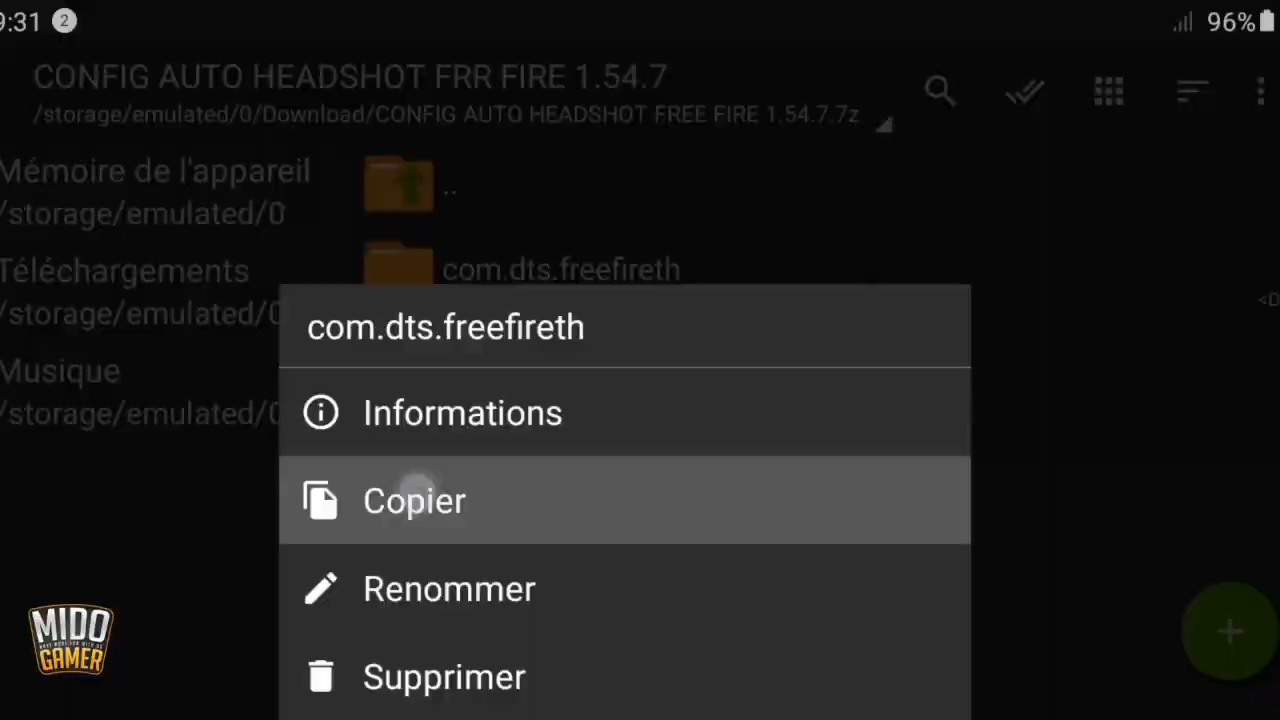 9:31 2
96%
CONFIG AUTO HEADSHOT FRR FIRE 1.54.7
/storage/emulated/0/Download/CONFIG AUTO HEADSHOT FREE FIRE 1.54.7.7z
Mémoire de l'appareil
/storage/emulated/0
..
Téléchargements
/storage/emulated/0
com.dts.freefireth
Musique
/storage/emulated/0
com.dts.freefireth
Informations
Copier
Renommer
Supprimer
MIDO
GAMER